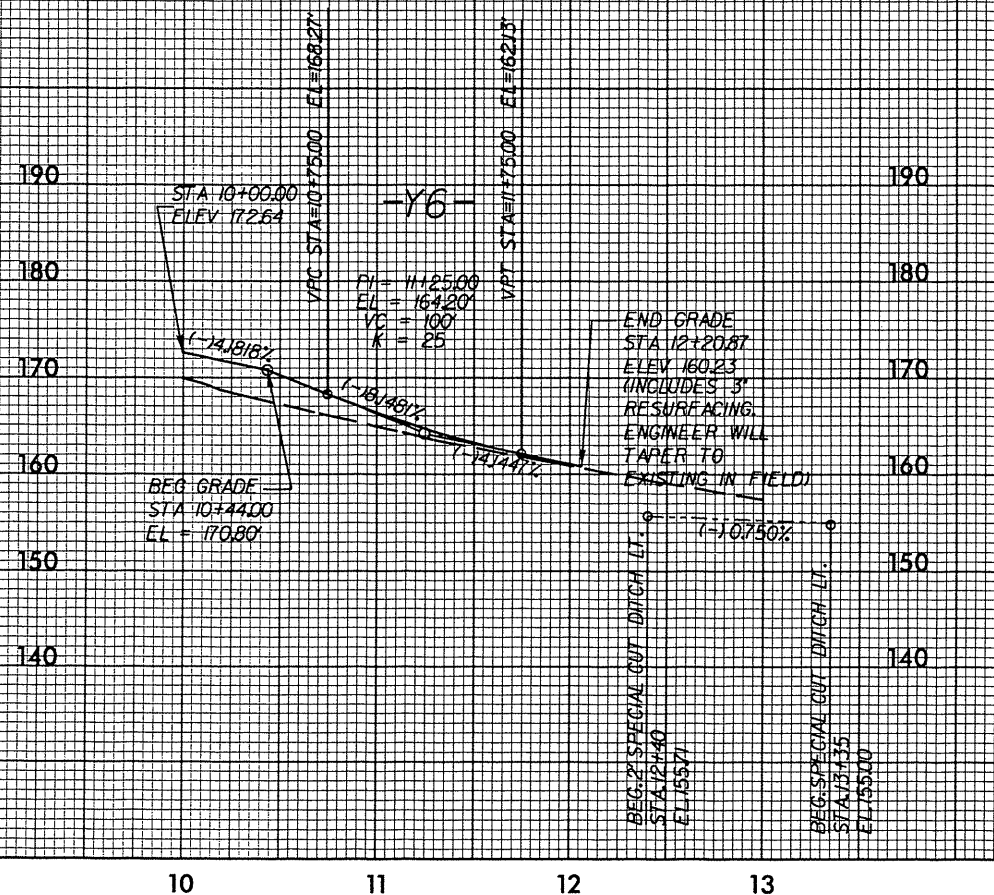 VPC STA=10+75.00 EL=168.27'
VPT STA=11+75.00 EL=162.13'
190
190
STA 10+00.00
ELEV 172.64
-Y6-
180
180
PI = 11+25.00
EL = 164.20'
VC = 100'
K = 25
END GRADE
STA 12+20.87
ELEV 160.23
(INCLUDES 3"
RESURFACING.
ENGINEER WILL
TAPER TO
EXISTING IN FIELD)
170
170
(-)4.1818%
(-)8.1481%
(-)4.1447%
160
160
BEG GRADE
STA 10+44.00
EL = 170.80'
(-)0.750%
150
150
140
140
BEG. 2' SPECIAL CUT DITCH LT.
STA.12+40
EL.155.71
BEG. SPECIAL CUT DITCH LT.
STA.13+35
EL.155.00
10
11
12
13